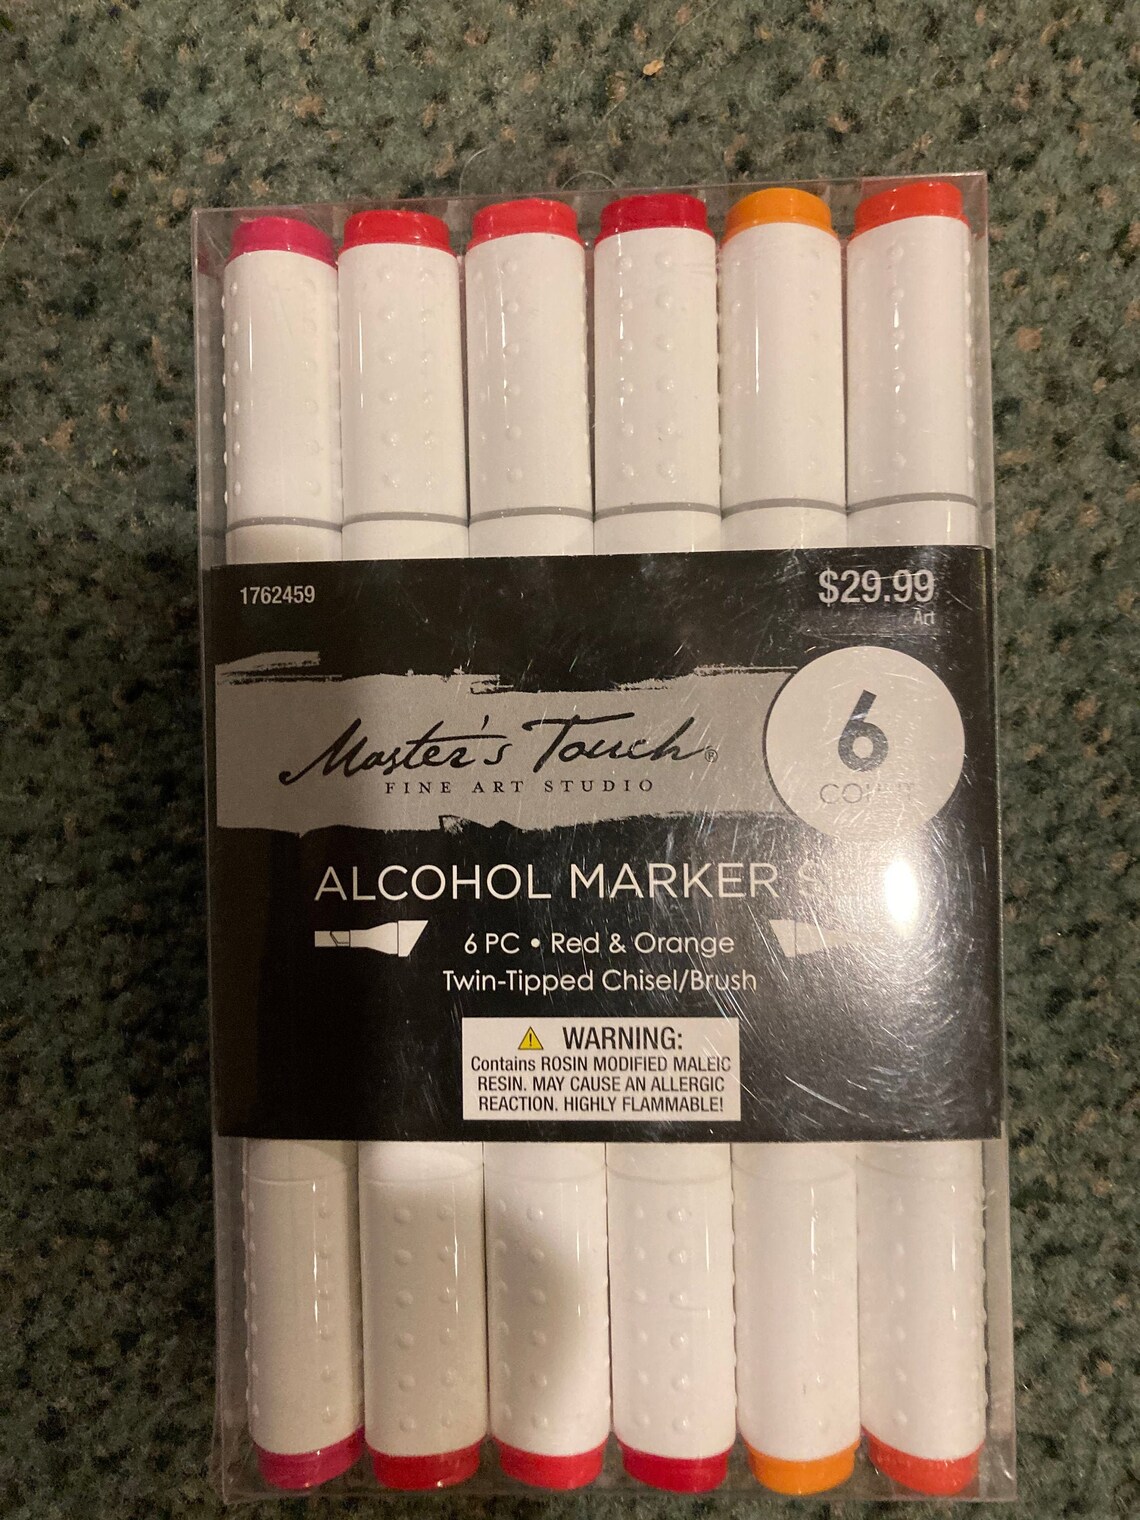 1762459
$29.99
Art
Master's Touch®
FINE ART STUDIO
6
ALCOHOL MARKER
6 PC • Red & Orange
Twin-Tipped Chisel/Brush
WARNING:
Contains ROSIN MODIFIED MALEIC
RESIN. MAY CAUSE AN ALLERGIC
REACTION. HIGHLY FLAMMABLE!